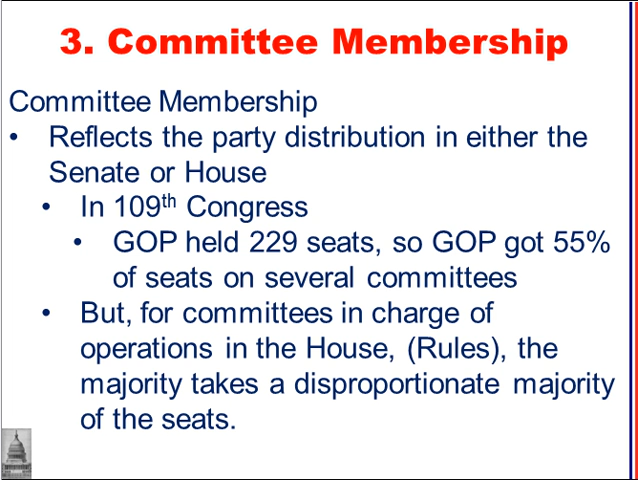 3. Committee Membership
Committee Membership
• Reflects the party distribution in either the
Senate or House
• In 109th Congress
• GOP held 229 seats, so GOP got 55%
of seats on several committees
• But, for committees in charge of
operations in the House, (Rules), the
majority takes a disproportionate majority
of the seats.